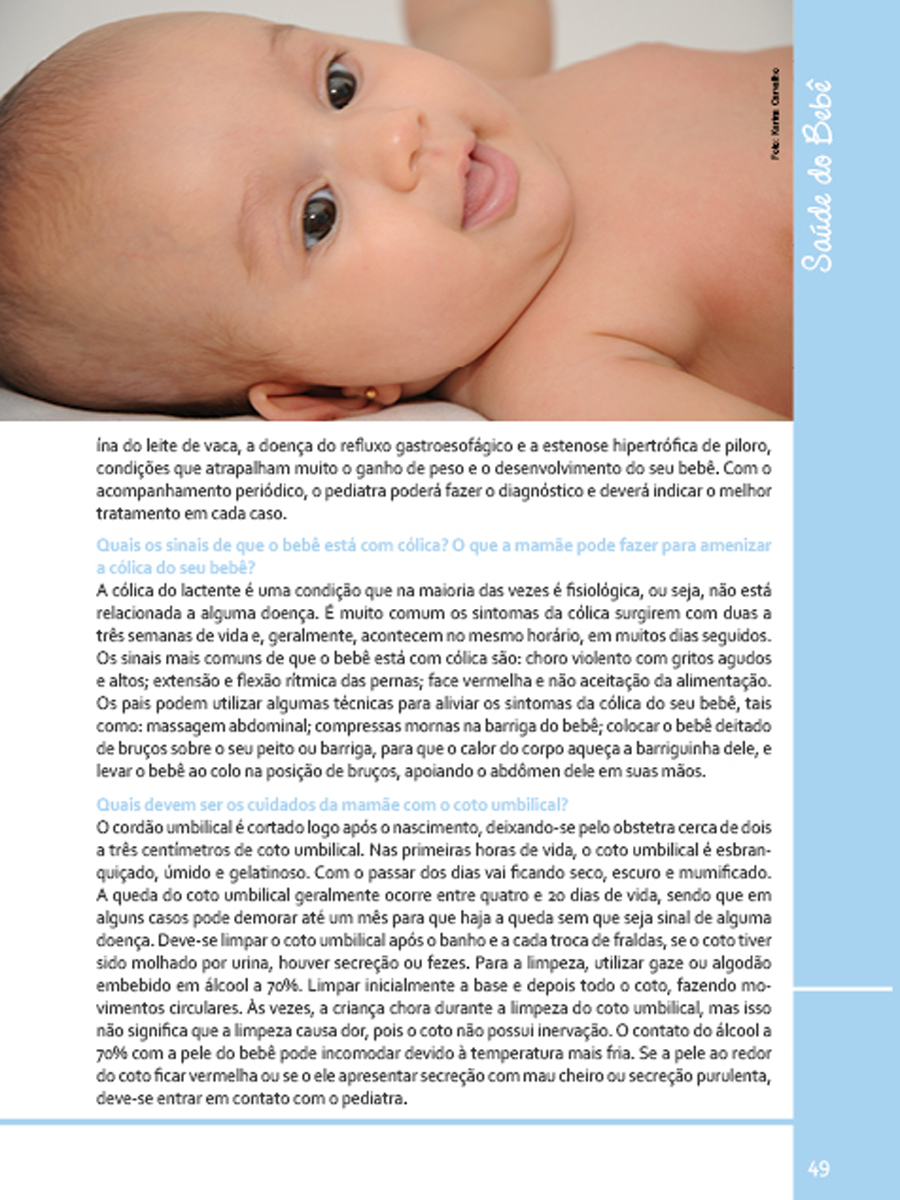 Foto: Karina Carvalho
Saúde do Bebê
ína do leite de vaca, a doença do refluxo gastroesofágico e a estenose hipertrófica de piloro,
condições que atrapalham muito o ganho de peso e o desenvolvimento do seu bebê. Com o
acompanhamento periódico, o pediatra poderá fazer o diagnóstico e deverá indicar o melhor
tratamento em cada caso.
Quais os sinais de que o bebê está com cólica? O que a mamãe pode fazer para amenizar
a cólica do seu bebê?
A cólica do lactente é uma condição que na maioria das vezes é fisiológica, ou seja, não está
relacionada a alguma doença. É muito comum os sintomas da cólica surgirem com duas a
três semanas de vida e, geralmente, acontecem no mesmo horário, em muitos dias seguidos.
Os sinais mais comuns de que o bebê está com cólica são: choro violento com gritos agudos
e altos; extensão e flexão rítmica das pernas; face vermelha e não aceitação da alimentação.
Os pais podem utilizar algumas técnicas para aliviar os sintomas da cólica do seu bebê, tais
como: massagem abdominal; compressas mornas na barriga do bebê; colocar o bebê deitado
de bruços sobre o seu peito ou barriga, para que o calor do corpo aqueça a barriguinha dele, e
levar o bebê ao colo na posição de bruços, apoiando o abdômen dele em suas mãos.
Quais devem ser os cuidados da mamãe com o coto umbilical?
O cordão umbilical é cortado logo após o nascimento, deixando-se pelo obstetra cerca de dois
a três centímetros de coto umbilical. Nas primeiras horas de vida, o coto umbilical é esbran-
quiçado, úmido e gelatinoso. Com o passar dos dias vai ficando seco, escuro e mumificado.
A queda do coto umbilical geralmente ocorre entre quatro e 20 dias de vida, sendo que em
alguns casos pode demorar até um mês para que haja a queda sem que seja sinal de alguma
doença. Deve-se limpar o coto umbilical após o banho e a cada troca de fraldas, se o coto tiver
sido molhado por urina, houver secreção ou fezes. Para a limpeza, utilizar gaze ou algodão
embebido em álcool a 70%. Limpar inicialmente a base e depois todo o coto, fazendo mo-
vimentos circulares. Às vezes, a criança chora durante a limpeza do coto umbilical, mas isso
não significa que a limpeza causa dor, pois o coto não possui inervação. O contato do álcool a
70% com a pele do bebê pode incomodar devido à temperatura mais fria. Se a pele ao redor
do coto ficar vermelha ou se o ele apresentar secreção com mau cheiro ou secreção purulenta,
deve-se entrar em contato com o pediatra.
49